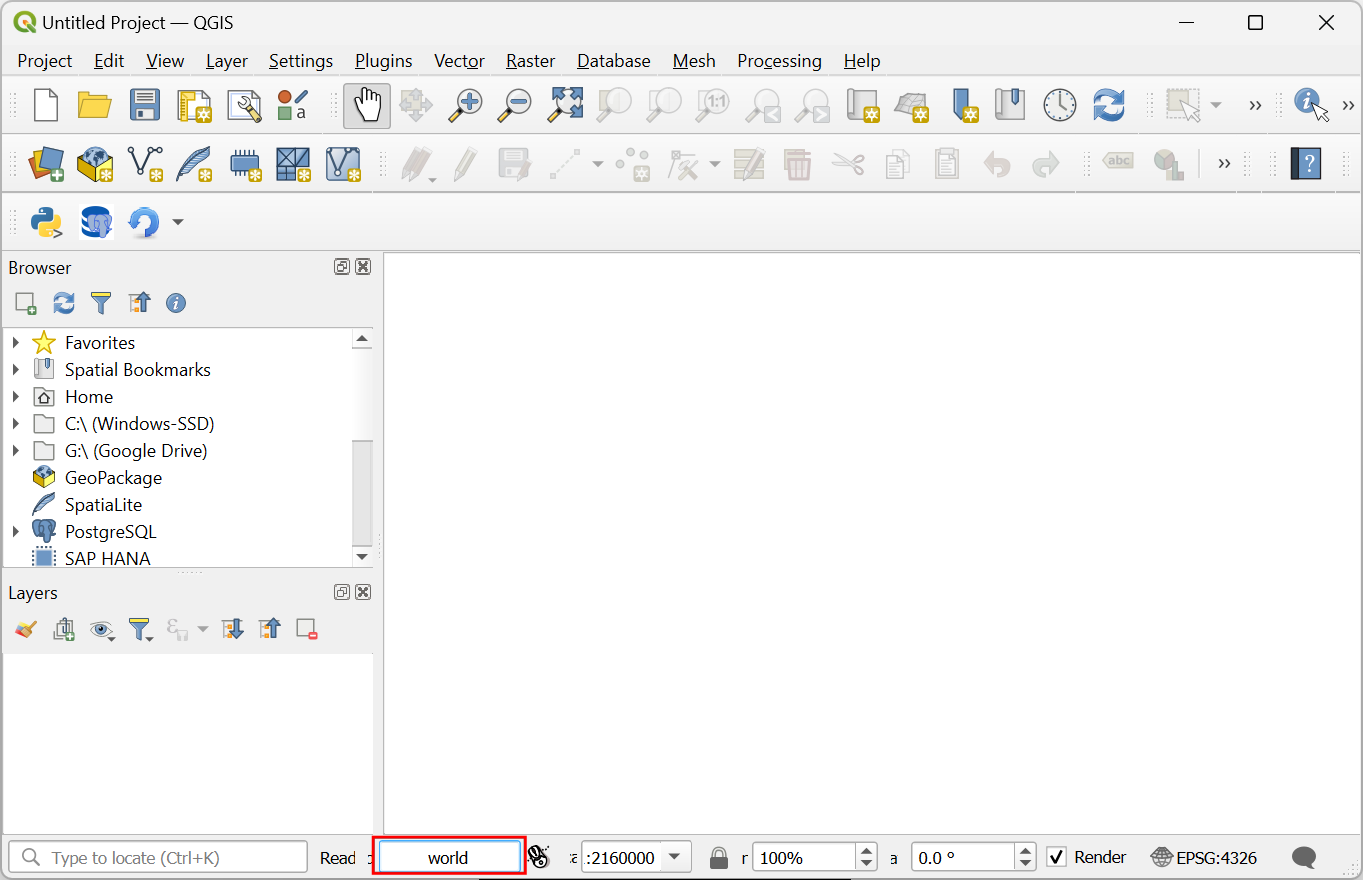 Untitled Project — QGIS
Project Edit View Layer Settings Plugins Vector Raster Database Mesh Processing Help
a 1:1 »  »
abc » ?
Browser
Favorites
Spatial Bookmarks
Home
C:\ (Windows-SSD)
G:\ (Google Drive)
GeoPackage
SpatiaLite
PostgreSQL
SAP HANA
Layers
ε
Type to locate (Ctrl+K) Read world :2160000 r 100% a 0.0 ° Render EPSG:4326